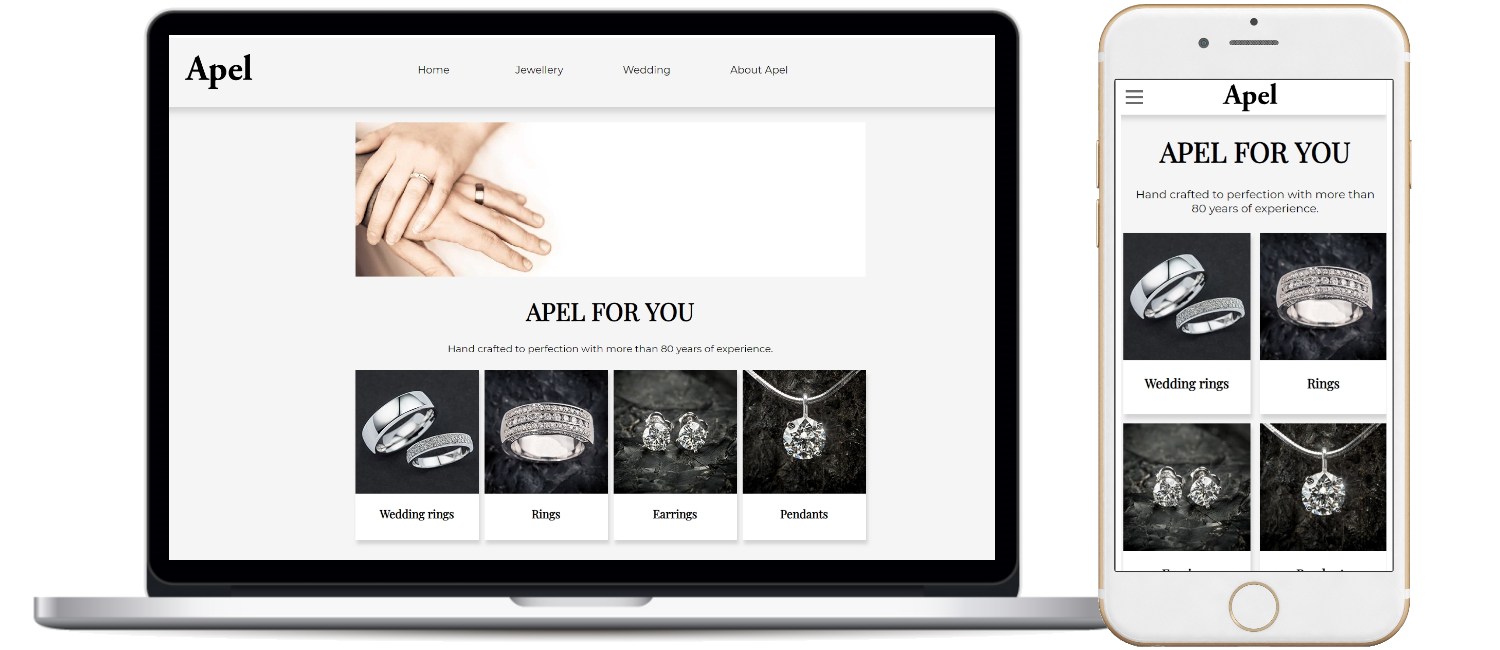 Apel
Home Jewellery Wedding About Apel
APEL FOR YOU
Hand crafted to perfection with more than 80 years of experience.
Wedding rings Rings Earrings Pendants
Apel
APEL FOR YOU
Hand crafted to perfection with more than
80 years of experience.
Wedding rings Rings